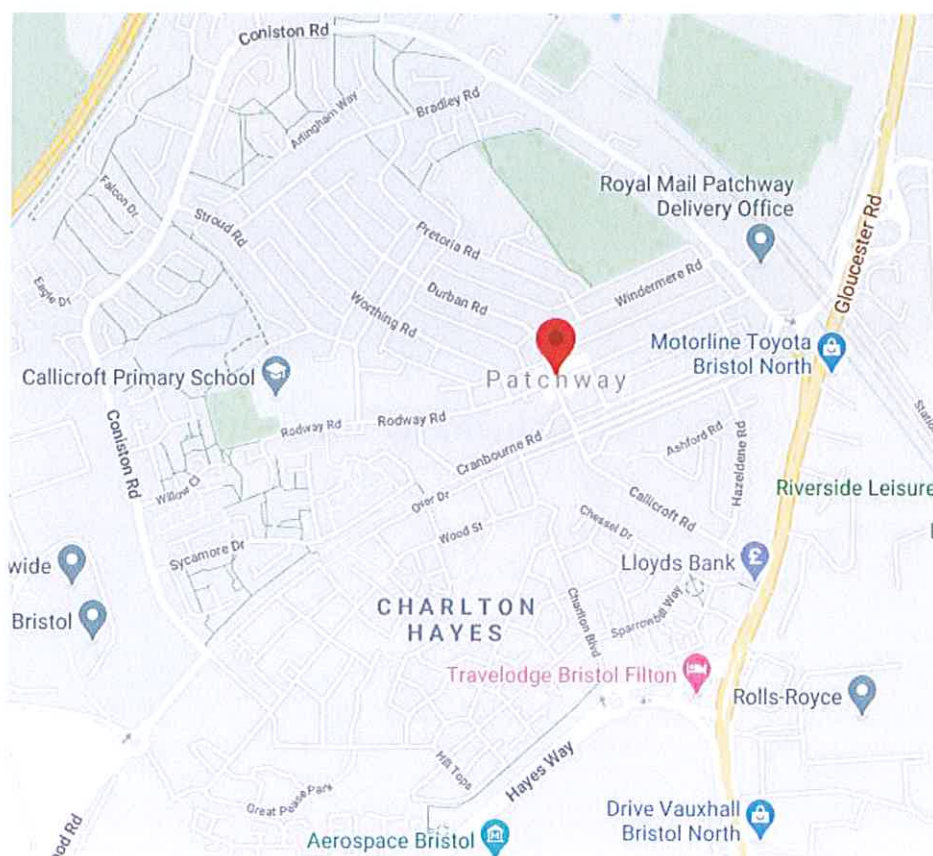 Coniston Rd
Arlingham Way
Bradley Rd
Royal Mail Patchway
Delivery Office
Falcon Dr
Stroud Rd
Pretoria Rd
Gloucester Rd
Eagle Dr
Durban Rd
Windermere Rd
Worthing Rd
Motorline Toyota
Bristol North
Callicroft Primary School
Patchway
Coniston Rd
Rodway Rd
Rodway Rd
Cranbourne Rd
Ashford Rd
Hazeldene Rd
Willow Cl
Over Dr
Callicroft Rd
Riverside Leisure
Wood St
Chessel Dr
Sycamore Dr
wide
Lloyds Bank
Bristol
CHARLTON
HAYES
Charlton Blvd
Sparrowbill Way
Travelodge Bristol Filton
Rolls-Royce
Hill Tops
Hayes Way
Great Pease Park
Drive Vauxhall
Bristol North
ood Rd
Aerospace Bristol